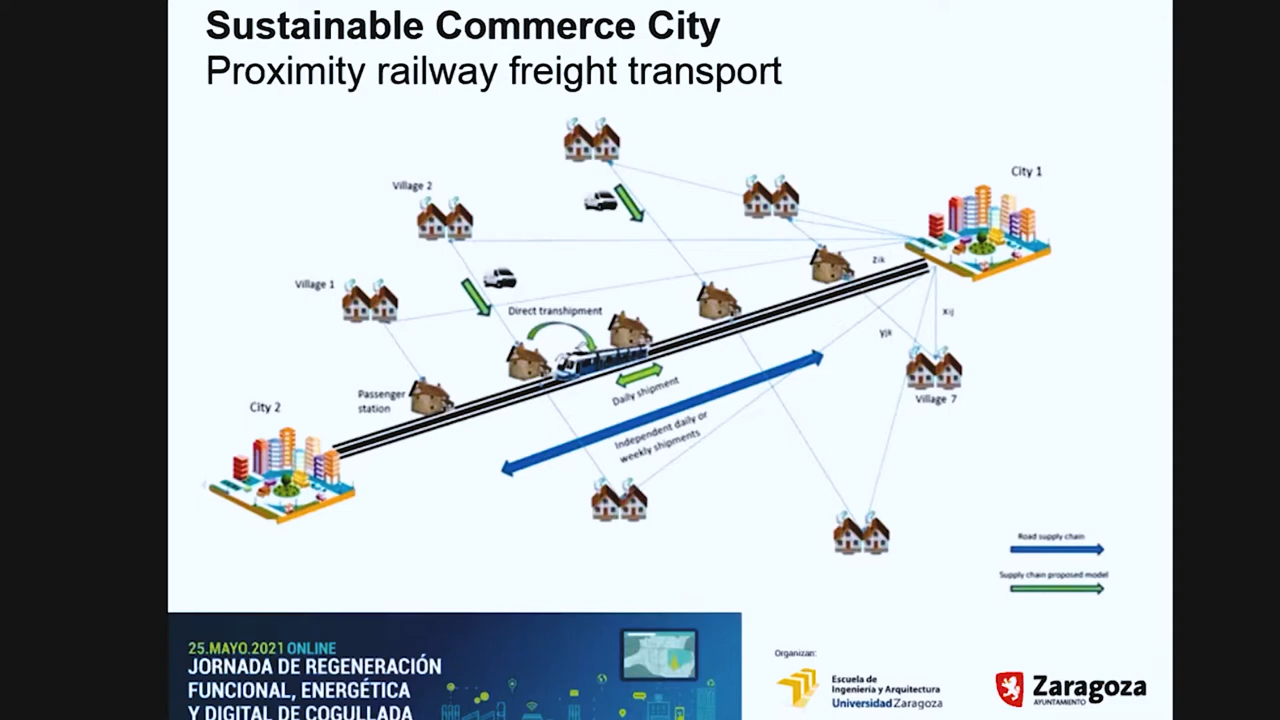 Sustainable Commerce City
Proximity railway freight transport
City 1
Village 2
zik
Village 1
Direct transhipment
xij
yjk
Passenger
station
Daily shipment
Village 7
City 2
Independent daily or
weekly shipments
Road supply chain
Supply chain proposed model
25.MAYO.2021 ONLINE
JORNADA DE REGENERACIÓN
FUNCIONAL, ENERGÉTICA
Y DIGITAL DE COGULLADA
Organizan:
Escuela de
Ingeniería y Arquitectura
Universidad Zaragoza
Zaragoza
AYUNTAMIENTO